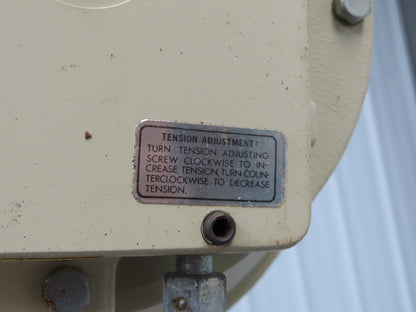 TENSION ADJUSTMENT:
TURN TENSION ADJUSTING
SCREW CLOCKWISE TO IN-
CREASE TENSION, TURN COUN-
TERCLOCKWISE TO DECREASE
TENSION.